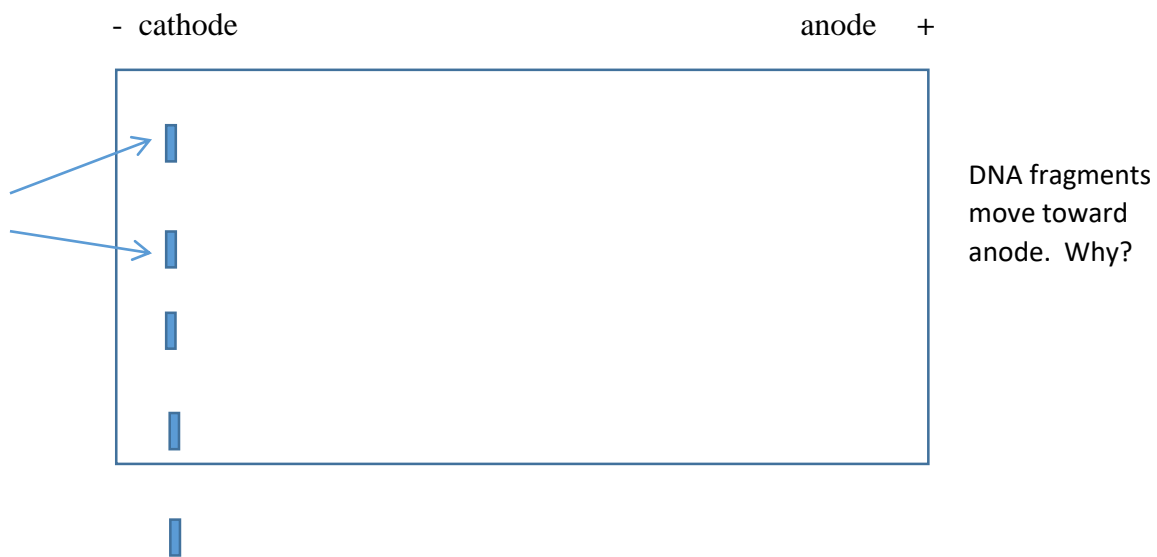 - cathode anode +
DNA fragments
move toward
anode. Why?